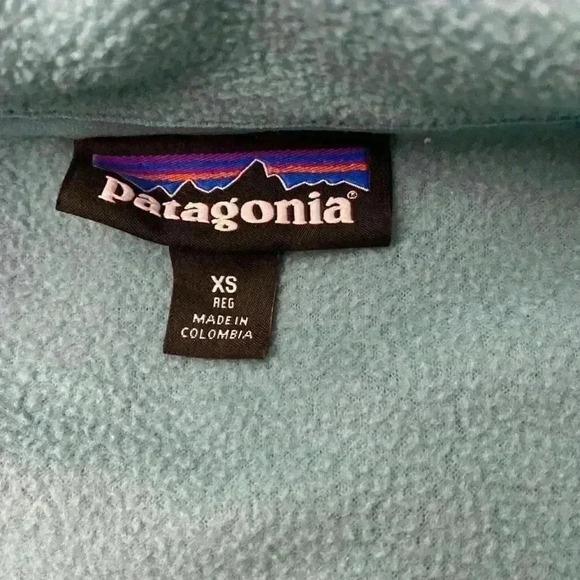 patagonia®
XS
REG
MADE IN
COLOMBIA